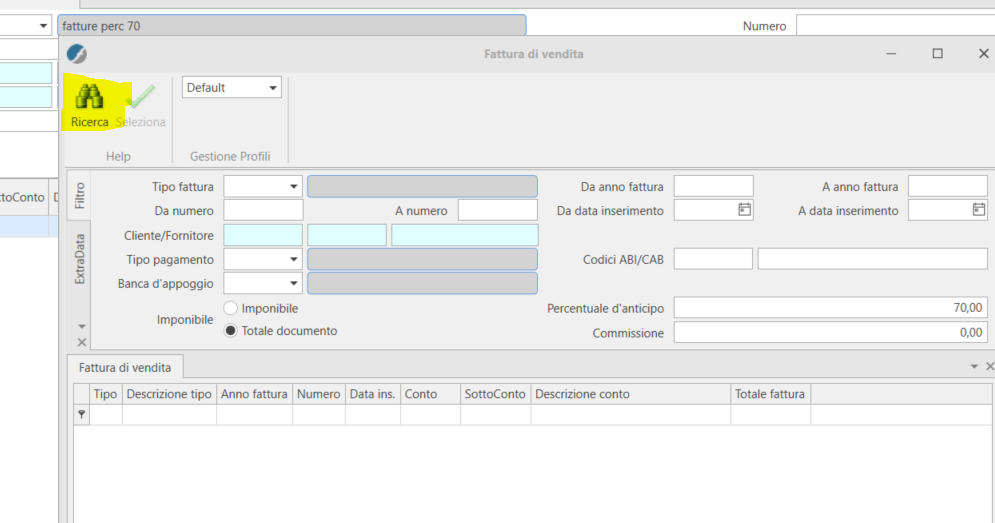 fatture perc 70 Numero
Fattura di vendita
Default
Ricerca Seleziona
Help Gestione Profili
Filtro
ExtraData
Tipo fattura Da anno fattura A anno fattura
Da numero A numero Da data inserimento A data inserimento
ttoConto
Cliente/Fornitore
Tipo pagamento Codici ABI/CAB
Banca d'appoggio
Imponibile Imponibile Percentuale d'anticipo 70,00
Totale documento Commissione 0,00
Fattura di vendita
Tipo Descrizione tipo Anno fattura Numero Data ins. Conto SottoConto Descrizione conto Totale fattura